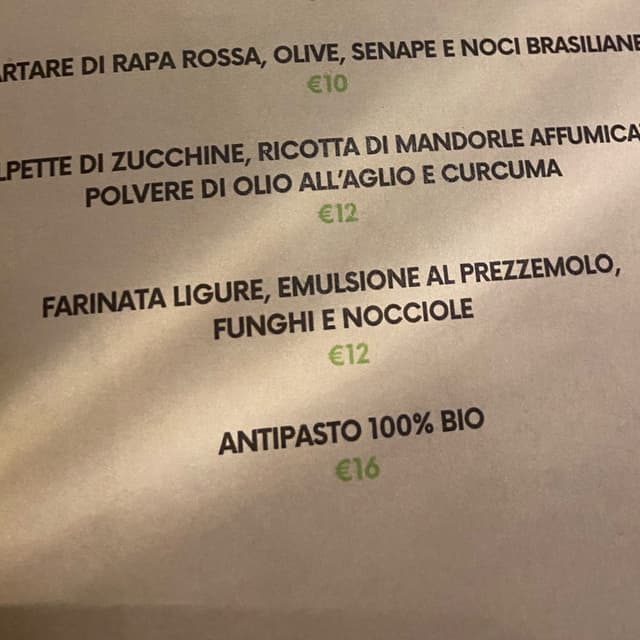 ARTARE DI RAPA ROSSA, OLIVE, SENAPE E NOCI BRASILIANE
€10
LPETTE DI ZUCCHINE, RICOTTA DI MANDORLE AFFUMICA
POLVERE DI OLIO ALL'AGLIO E CURCUMA
€12
FARINATA LIGURE, EMULSIONE AL PREZZEMOLO,
FUNGHI E NOCCIOLE
€12
ANTIPASTO 100% BIO
€16